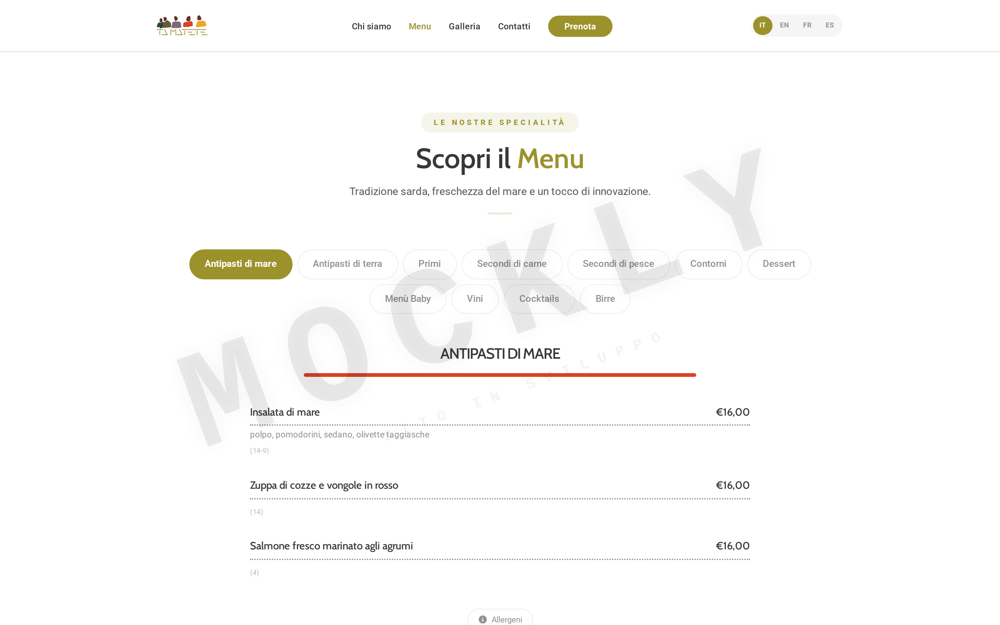 TA MATETE
Chi siamo Menu Galleria Contatti Prenota
IT EN FR ES
LE NOSTRE SPECIALITÀ
Scopri il Menu
Tradizione sarda, freschezza del mare e un tocco di innovazione.
Antipasti di mare Antipasti di terra Primi Secondi di carne Secondi di pesce Contorni Dessert
Menù Baby Vini Cocktails Birre
MOCKLY
SITO IN SVILUPPO
ANTIPASTI DI MARE
Insalata di mare €16,00
polpo, pomodorini, sedano, olivette taggiasche
(14-9)
Zuppa di cozze e vongole in rosso €16,00
(14)
Salmone fresco marinato agli agrumi €16,00
(4)
Allergeni